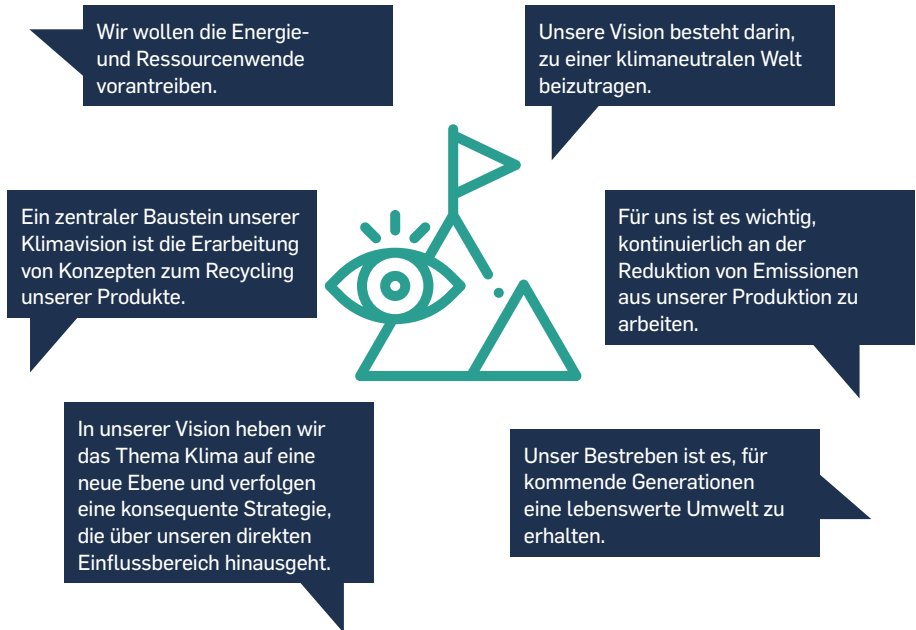 Wir wollen die Energie-
und Ressourcenwende
vorantreiben.
Unsere Vision besteht darin,
zu einer klimaneutralen Welt
beizutragen.
Ein zentraler Baustein unserer
Klimavision ist die Erarbeitung
von Konzepten zum Recycling
unserer Produkte.
Für uns ist es wichtig,
kontinuierlich an der
Reduktion von Emissionen
aus unserer Produktion zu
arbeiten.
In unserer Vision heben wir
das Thema Klima auf eine
neue Ebene und verfolgen
eine konsequente Strategie,
die über unseren direkten
Einflussbereich hinausgeht.
Unser Bestreben ist es, für
kommende Generationen
eine lebenswerte Umwelt zu
erhalten.